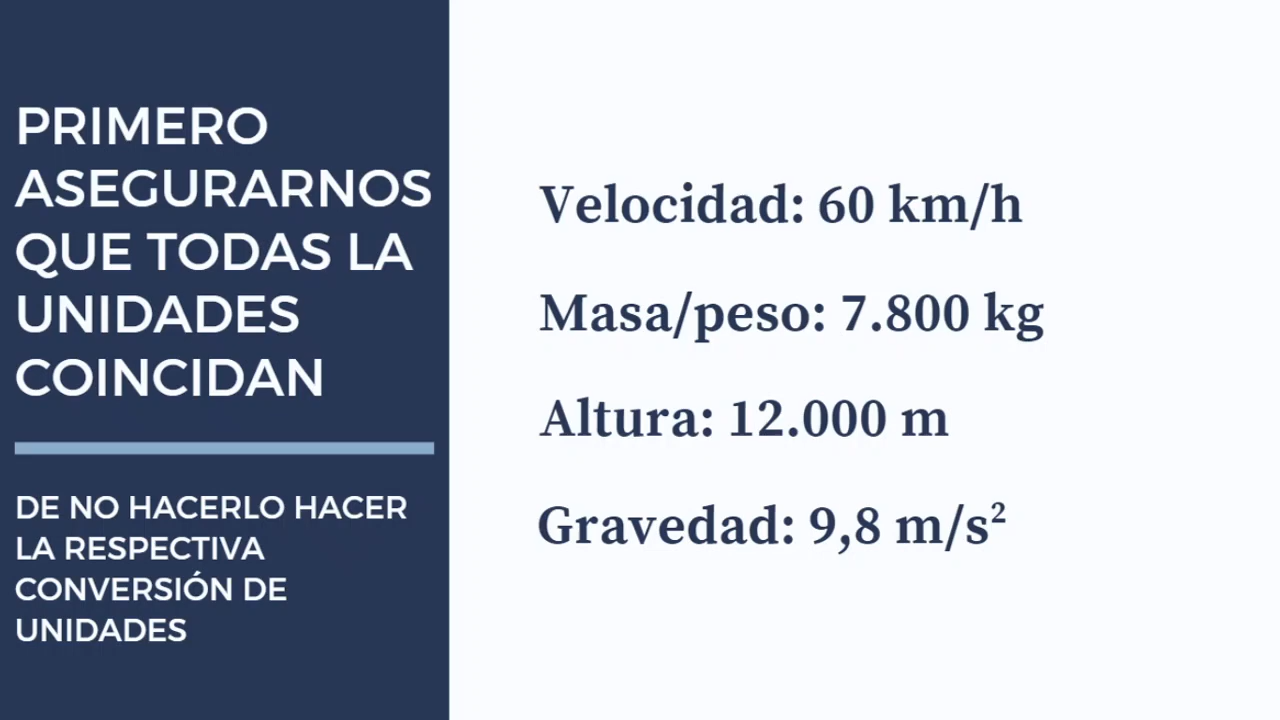 PRIMERO
ASEGURARNOS
QUE TODAS LA
UNIDADES
COINCIDAN
DE NO HACERLO HACER
LA RESPECTIVA
CONVERSIÓN DE
UNIDADES
Velocidad: 60 km/h
Masa/peso: 7.800 kg
Altura: 12.000 m
Gravedad: 9,8 m/s²